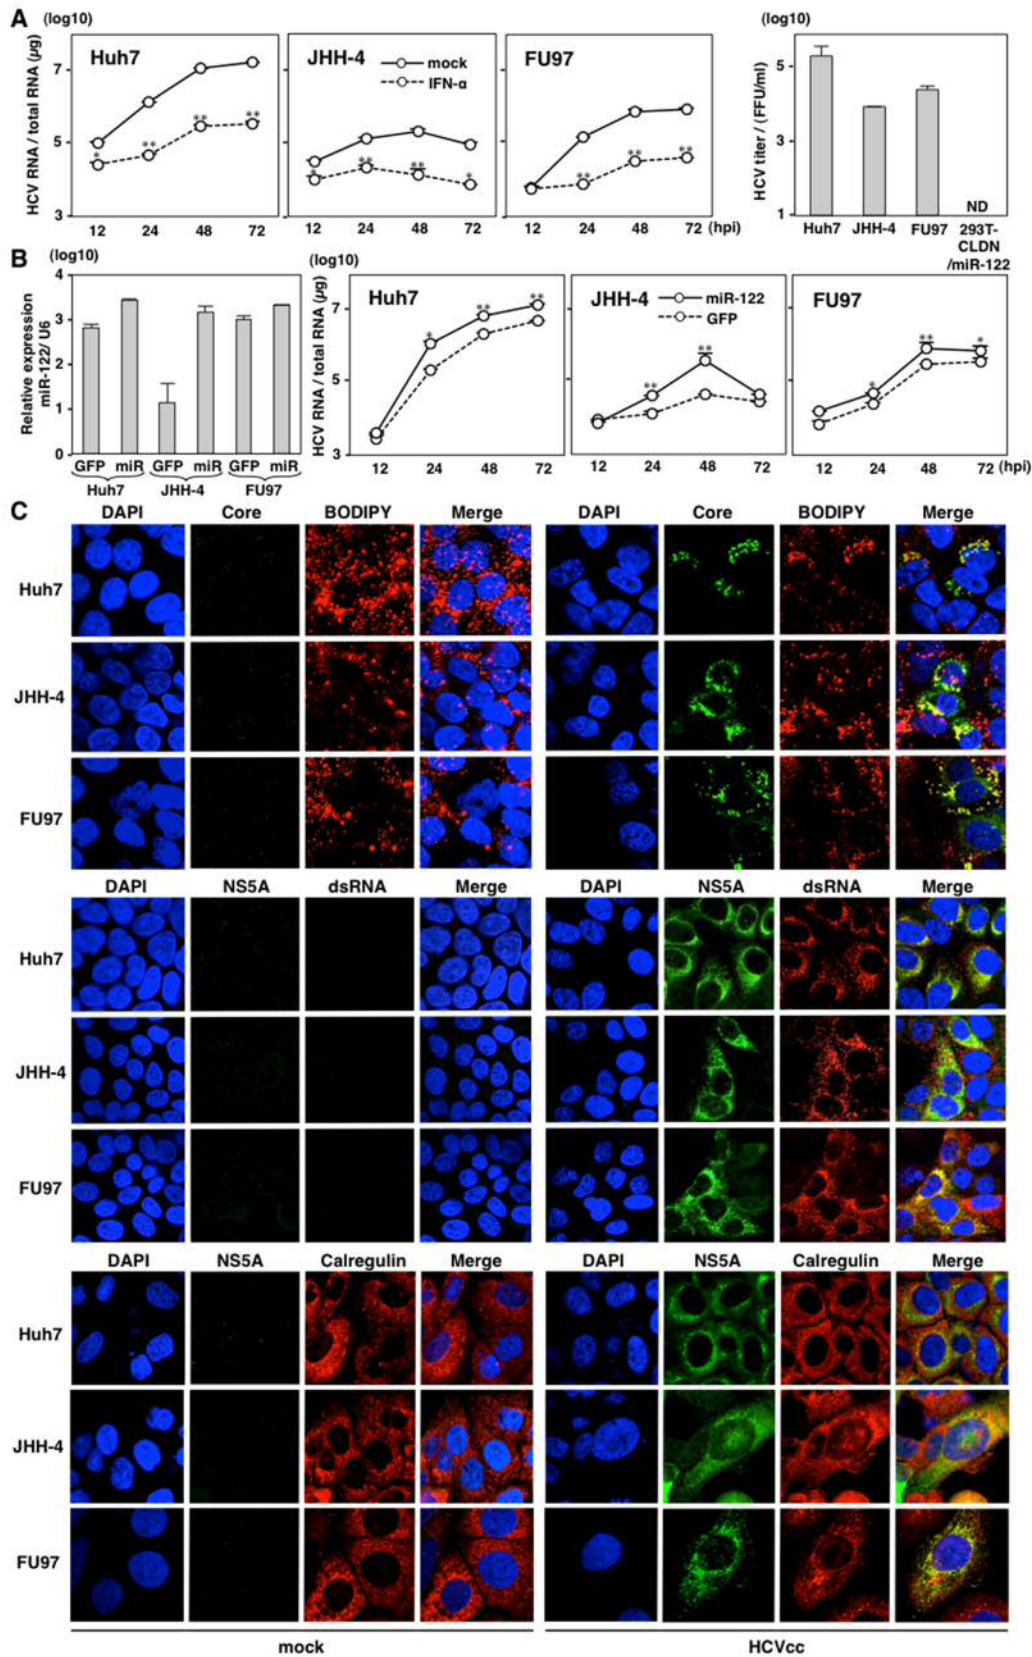 A (log10) (log10)
HCV RNA / total RNA (µg)
7
5
3
Huh7
12 24 48 72
JHH-4
mock
IFN-α
12 24 48 72
FU97
12 24 48 72 (hpi)
* ** ** **
* ** ** *
** ** **
HCV titer / (FFU/ml)
5
3
1
ND
Huh7 JHH-4 FU97 293T-
CLDN
/miR-122
B (log10) (log10)
Relative expression
miR-122/ U6
4
3
2
1
0
GFP miR GFP miR GFP miR
Huh7 JHH-4 FU97
HCV RNA / total RNA (µg)
7
5
3
Huh7
* ** **
12 24 48 72
JHH-4
miR-122
GFP
** **
12 24 48 72
FU97
* ** *
12 24 48 72 (hpi)
C
DAPI Core BODIPY Merge DAPI Core BODIPY Merge
Huh7
JHH-4
FU97
DAPI NS5A dsRNA Merge DAPI NS5A dsRNA Merge
Huh7
JHH-4
FU97
DAPI NS5A Calregulin Merge DAPI NS5A Calregulin Merge
Huh7
JHH-4
FU97
mock HCVcc